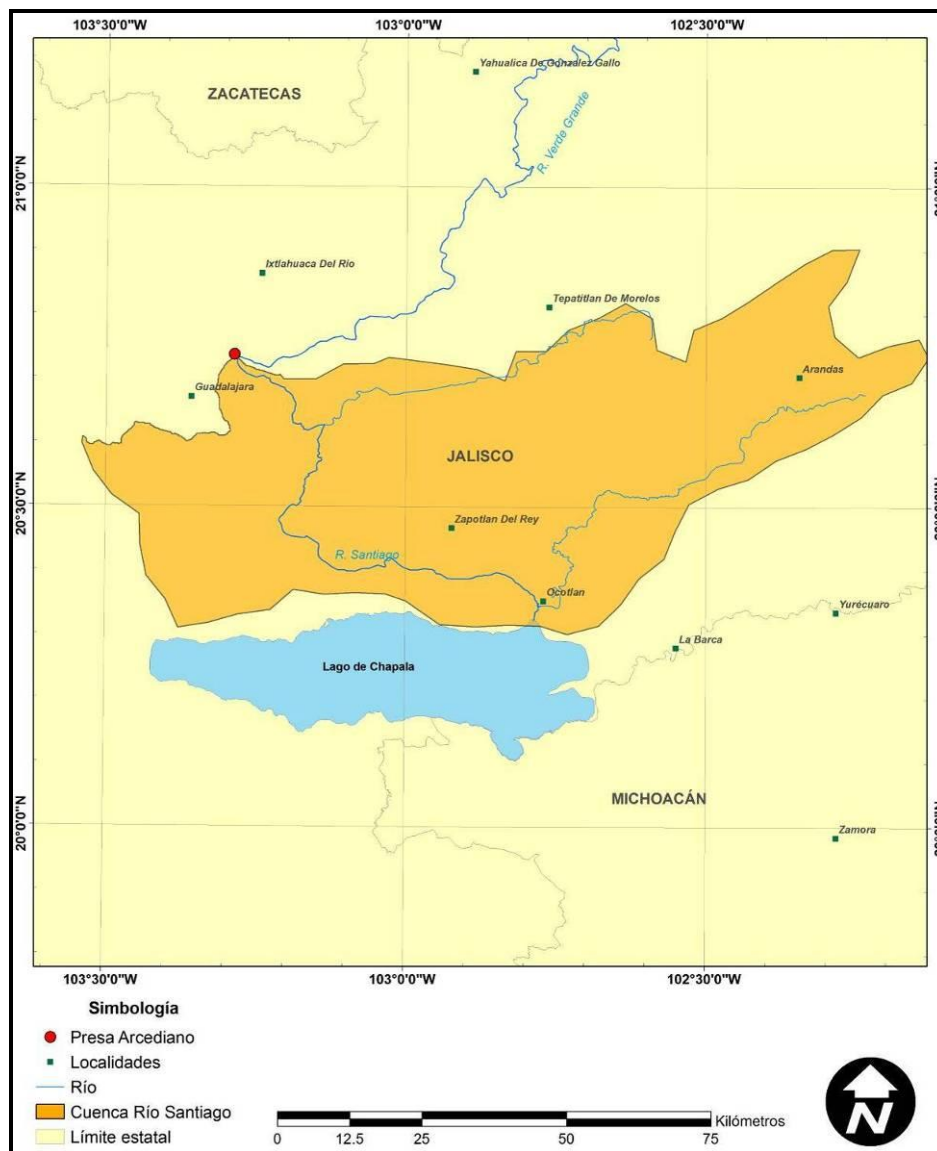 103°30'0"W
103°0'0"W
102°30'0"W
Yahualica De González Gallo
ZACATECAS
R. Verde Grande
21°0'0"N
Ixtlahuaca Del Río
Tepatitlan De Morelos
Guadalajara
Arandas
JALISCO
20°30'0"N
Zapotlan Del Rey
R. Santiago
Ocotlan
Yurécuaro
La Barca
Lago de Chapala
MICHOACÁN
20°0'0"N
Zamora
103°30'0"W
103°0'0"W
102°30'0"W
Simbología
Presa Arcediano
Localidades
Río
Cuenca Río Santiago
Límite estatal
0
12.5
25
50
75
Kilómetros
N